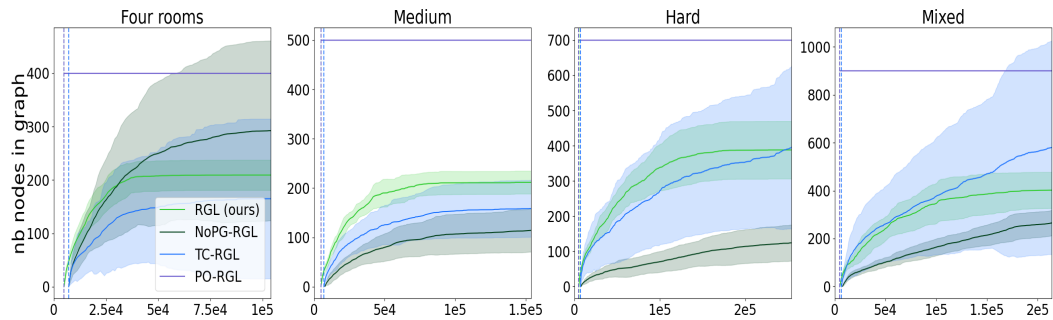 Four rooms
Medium
Hard
Mixed
nb nodes in graph
400
300
200
100
0
0
2.5e4
5e4
7.5e4
1e5
RGL (ours)
NoPG-RGL
TC-RGL
PO-RGL
500
400
300
200
100
0
0
5e4
1e5
1.5e5
700
600
500
400
300
200
100
0
0
1e5
2e5
1000
800
600
400
200
0
0
5e4
1e5
1.5e5
2e5